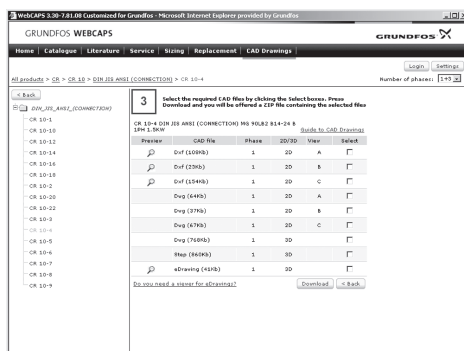 WebCAPS 3.30-7.81.08 Customized for Grundfos - Microsoft Internet Explorer provided by Grundfos
GRUNDFOS WEBCAPS
GRUNDFOS
Home | Catalogue | Literature | Service | Sizing | Replacement | CAD Drawings |
Login Settings
All products > CR > CR 10 > DIN_JIS_ANSI_(CONNECTION) > CR 10-4
Number of phases: 1+3
< Back
DIN_JIS_ANSI_(CONNECTION)
CR 10-1
CR 10-10
CR 10-12
CR 10-14
CR 10-16
CR 10-18
CR 10-2
CR 10-20
CR 10-22
CR 10-3
CR 10-4
CR 10-5
CR 10-6
CR 10-7
CR 10-8
CR 10-9
3 Select the required CAD files by clicking the Select boxes. Press
Download and you will be offered a ZIP file containing the selected files
CR 10-4 DIN JIS ANSI (CONNECTION) MG 90LB2 B14-24 5
1PH 1.5KW
Guide to CAD Drawings
Preview CAD file Phase 2D/3D View Select
Dxf (109Kb) 1 2D A
Dxf (23Kb) 1 2D B
Dxf (154Kb) 1 2D C
Dwg (64Kb) 1 2D A
Dwg (37Kb) 1 2D B
Dwg (67Kb) 1 2D C
Dwg (768Kb) 1 3D
Step (860Kb) 1 3D
eDrawing (41Kb) 1 3D
Do you need a viewer for eDrawings?
Download < Back